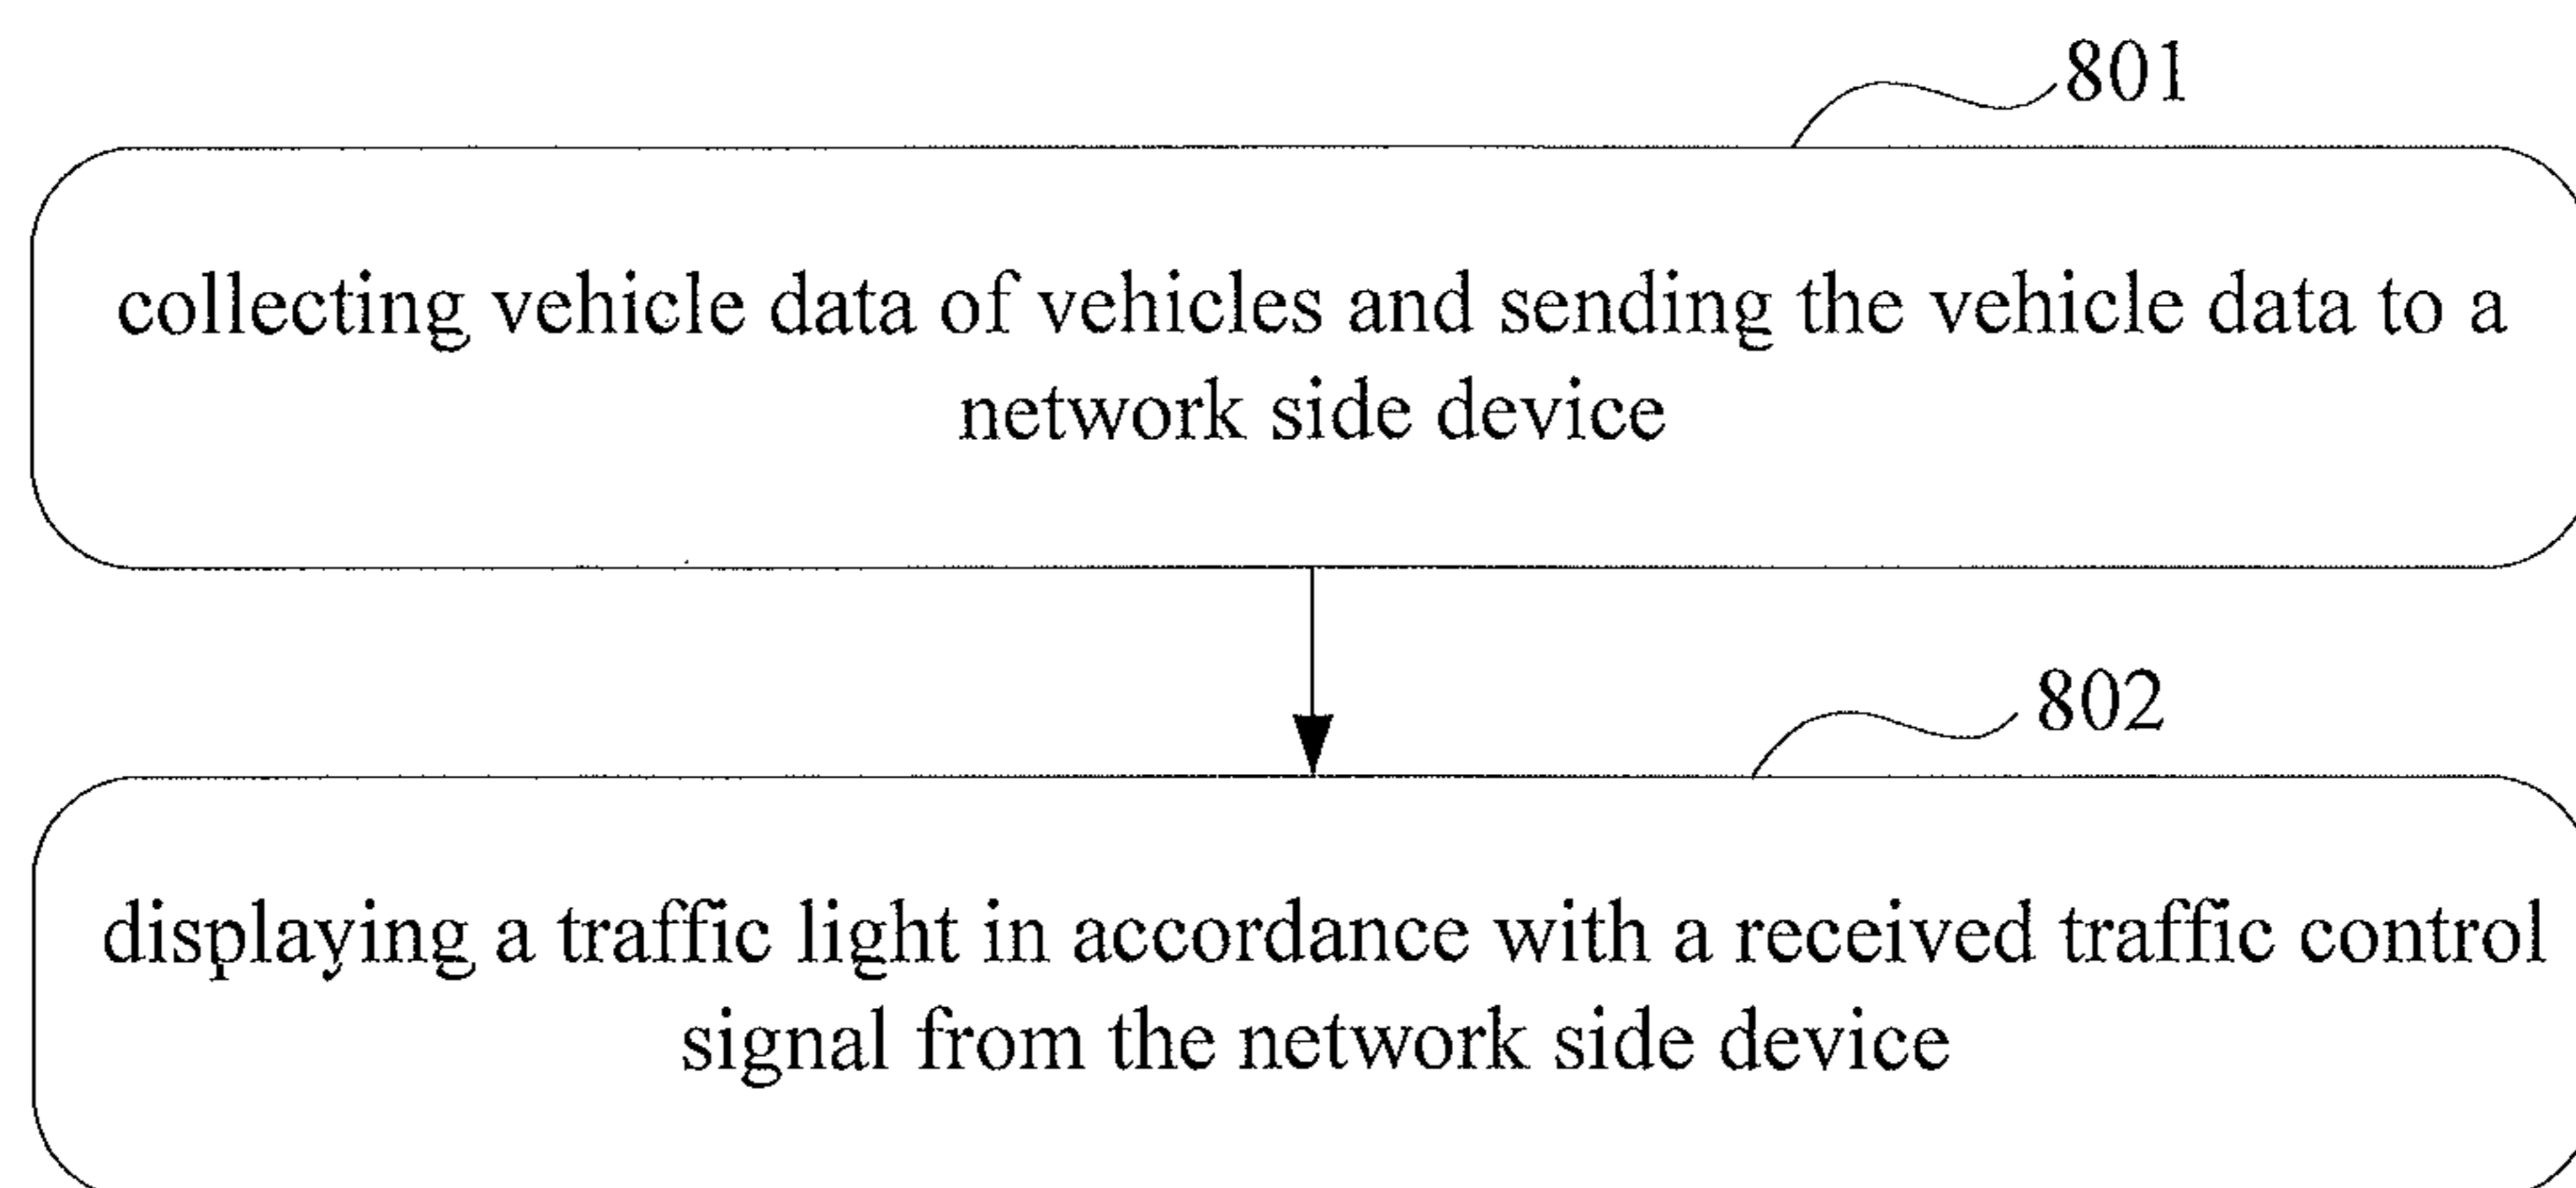 801
collecting vehicle data of vehicles and sending the vehicle data to a
network side device
802
displaying a traffic light in accordance with a received traffic control
signal from the network side device